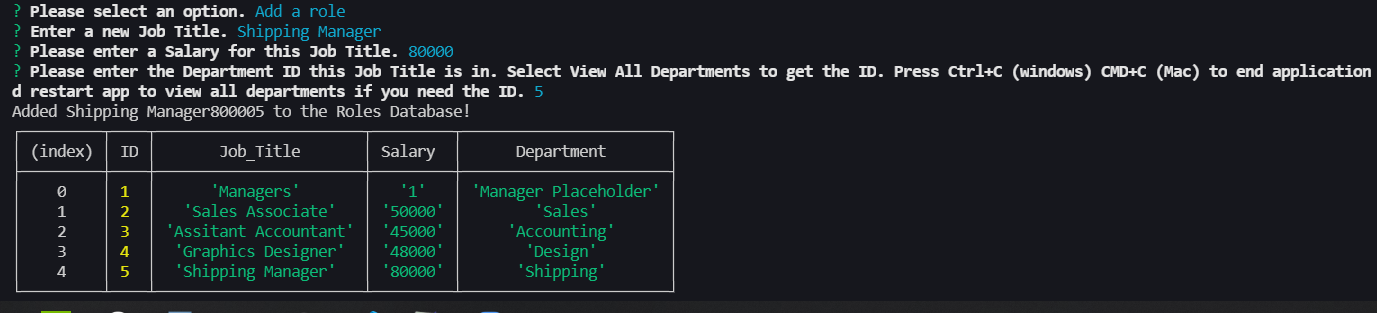 ? Please select an option. Add a role
? Enter a new Job Title. Shipping Manager
? Please enter a Salary for this Job Title. 80000
? Please enter the Department ID this Job Title is in. Select View All Departments to get the ID. Press Ctrl+C (windows) CMD+C (Mac) to end application
d restart app to view all departments if you need the ID. 5
Added Shipping Manager800005 to the Roles Database!
(index) ID Job_Title Salary Department
0 1 'Managers' '1' 'Manager Placeholder'
1 2 'Sales Associate' '50000' 'Sales'
2 3 'Assitant Accountant' '45000' 'Accounting'
3 4 'Graphics Designer' '48000' 'Design'
4 5 'Shipping Manager' '80000' 'Shipping'